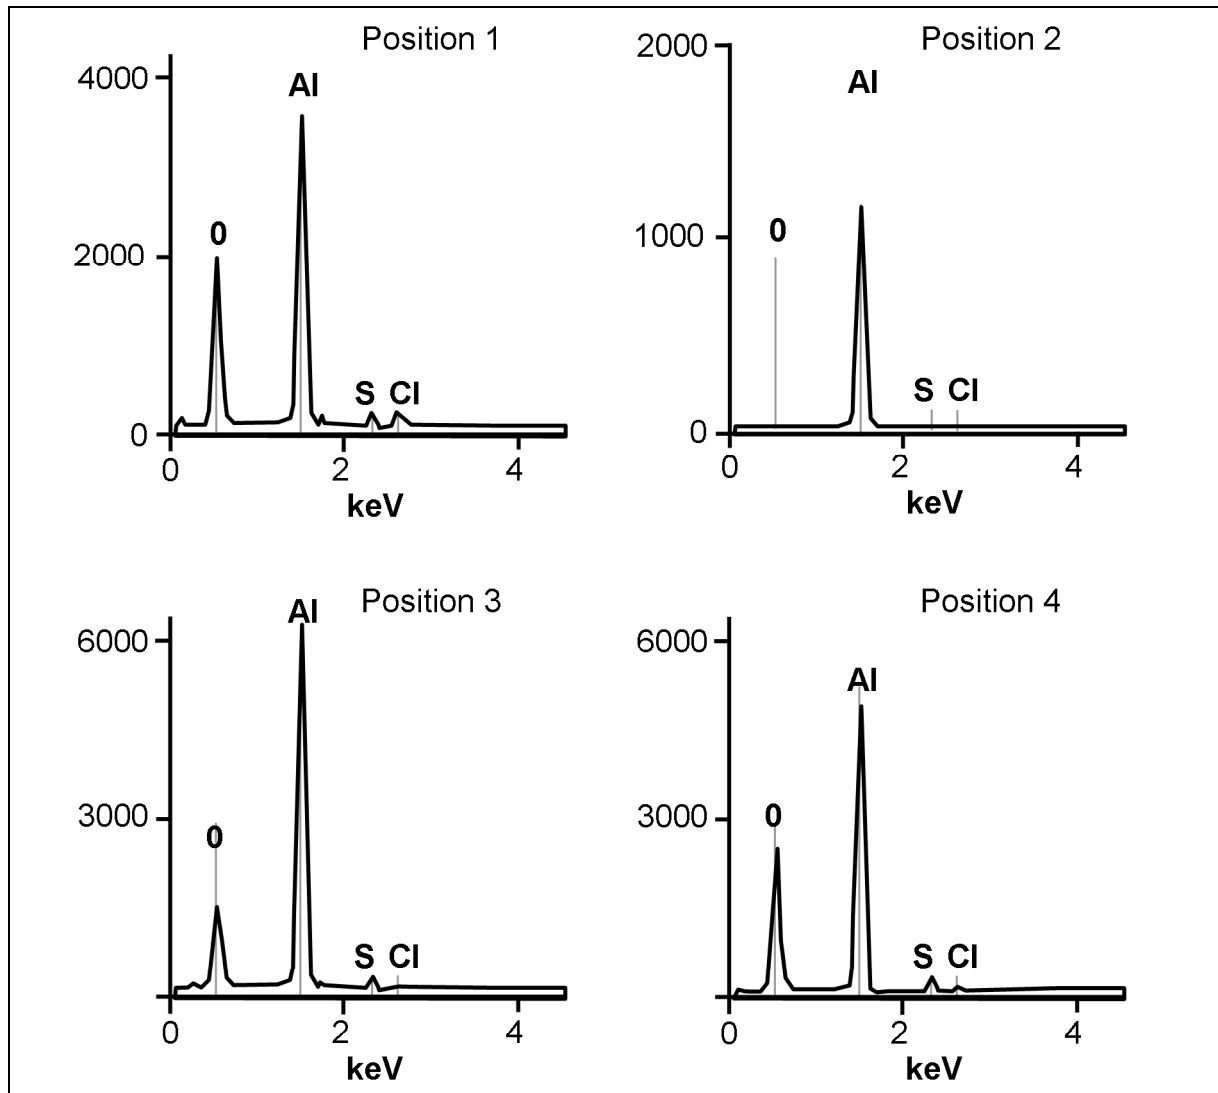 Position 1
4000
Al
0
2000
S Cl
0
0 2 4
keV
Position 2
2000
Al
0
1000
S Cl
0
0 2 4
keV
Position 3
Al
6000
3000
0
S Cl
0 2 4
keV
Position 4
6000
Al
3000
0
S Cl
0 2 4
keV